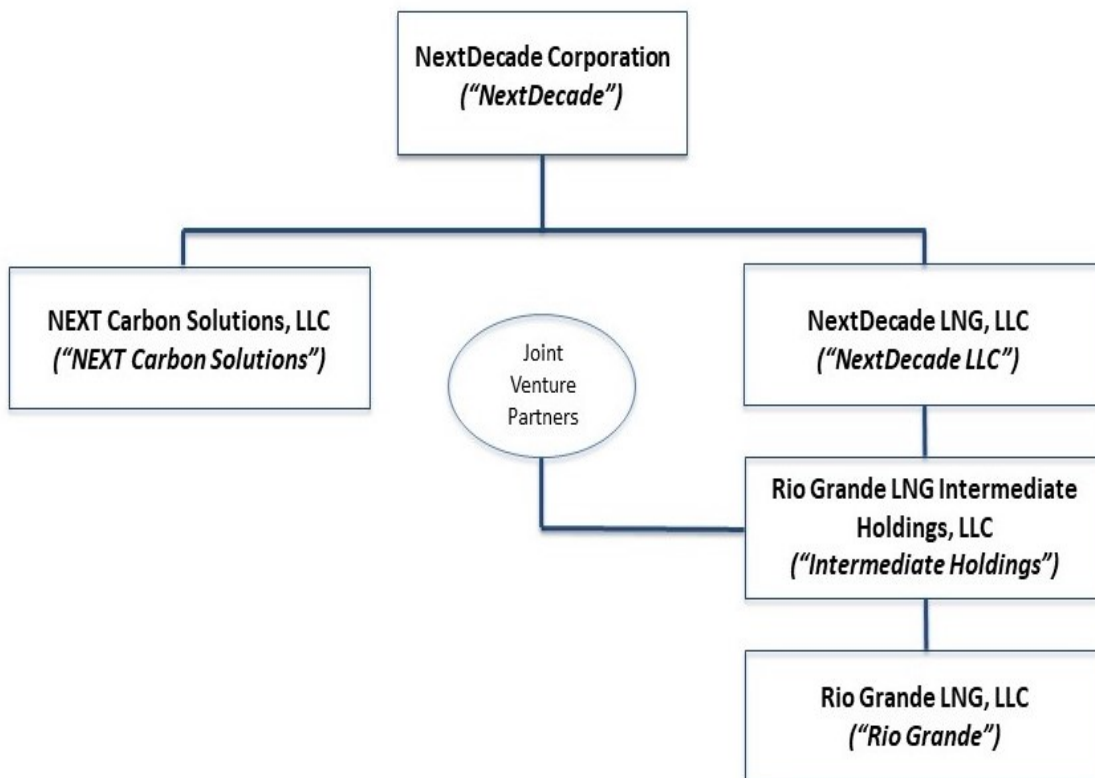 NextDecade Corporation
(“NextDecade”)
NEXT Carbon Solutions, LLC
(“NEXT Carbon Solutions”)
Joint
Venture
Partners
NextDecade LNG, LLC
(“NextDecade LLC”)
Rio Grande LNG Intermediate
Holdings, LLC
(“Intermediate Holdings”)
Rio Grande LNG, LLC
(“Rio Grande”)